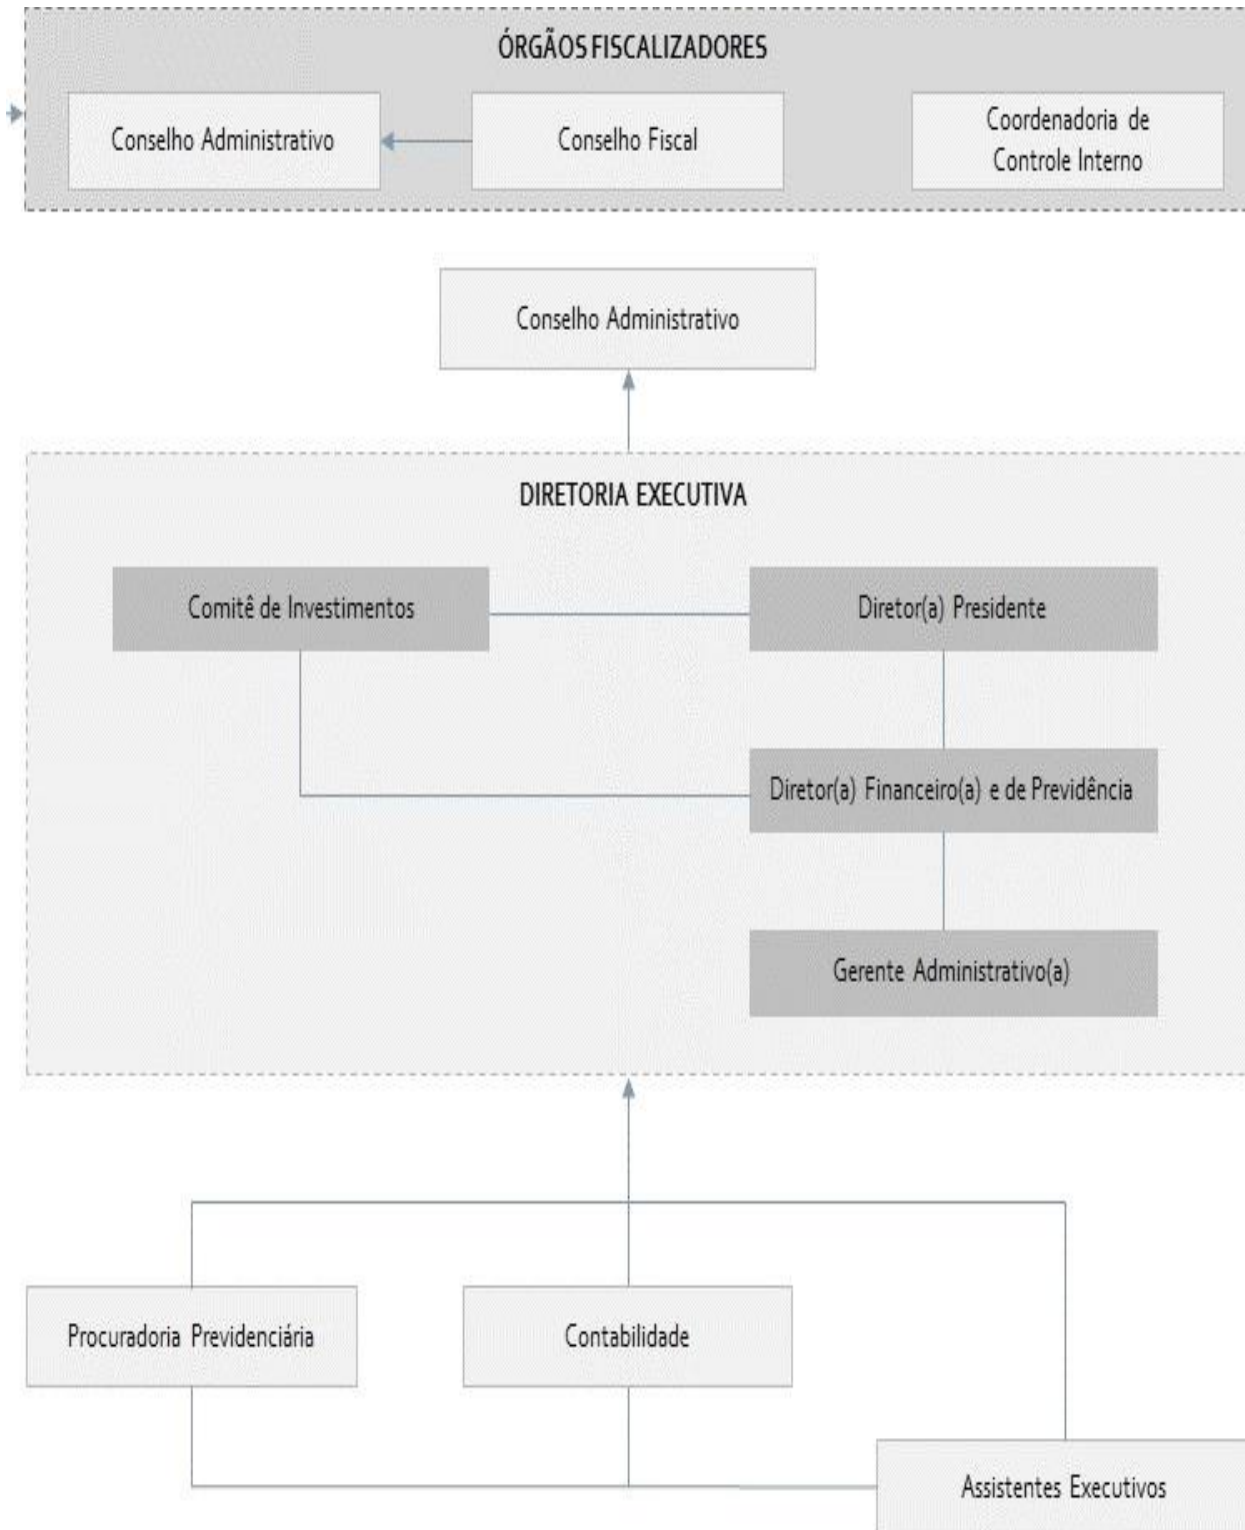 ÓRGÃOS FISCALIZADORES
Conselho Administrativo
Conselho Fiscal
Coordenadoria de
Controle Interno
Conselho Administrativo
DIRETORIA EXECUTIVA
Comitê de Investimentos
Diretor(a) Presidente
Diretor(a) Financeiro(a) e de Previdência
Gerente Administrativo(a)
Procuradoria Previdenciária
Contabilidade
Assistentes Executivos